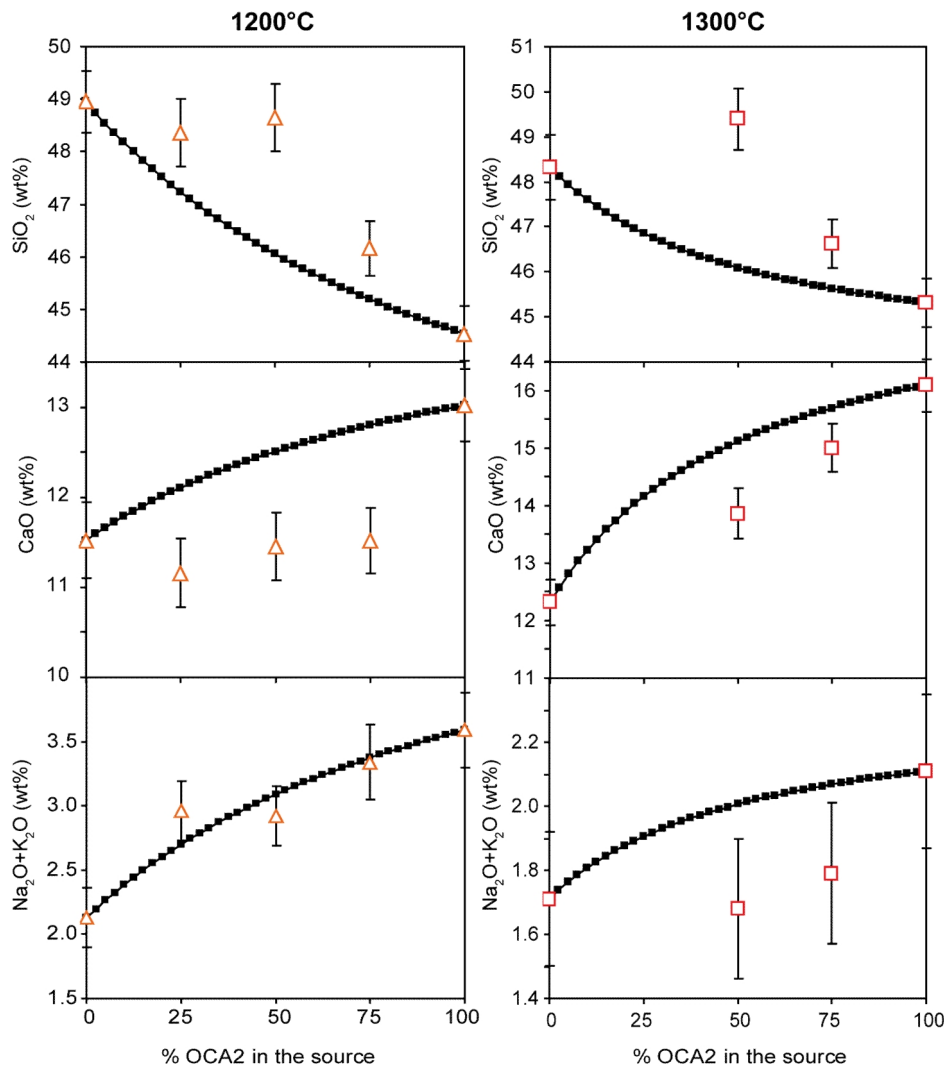 1200°C
1300°C
SiO₂ (wt%)
50
49
48
47
46
45
44
SiO₂ (wt%)
51
50
49
48
47
46
45
44
CaO (wt%)
13
12
11
10
CaO (wt%)
16
15
14
13
12
11
Na₂O+K₂O (wt%)
3.5
3.0
2.5
2.0
1.5
0 25 50 75 100
% OCA2 in the source
Na₂O+K₂O (wt%)
2.2
2.0
1.8
1.6
1.4
0 25 50 75 100
% OCA2 in the source